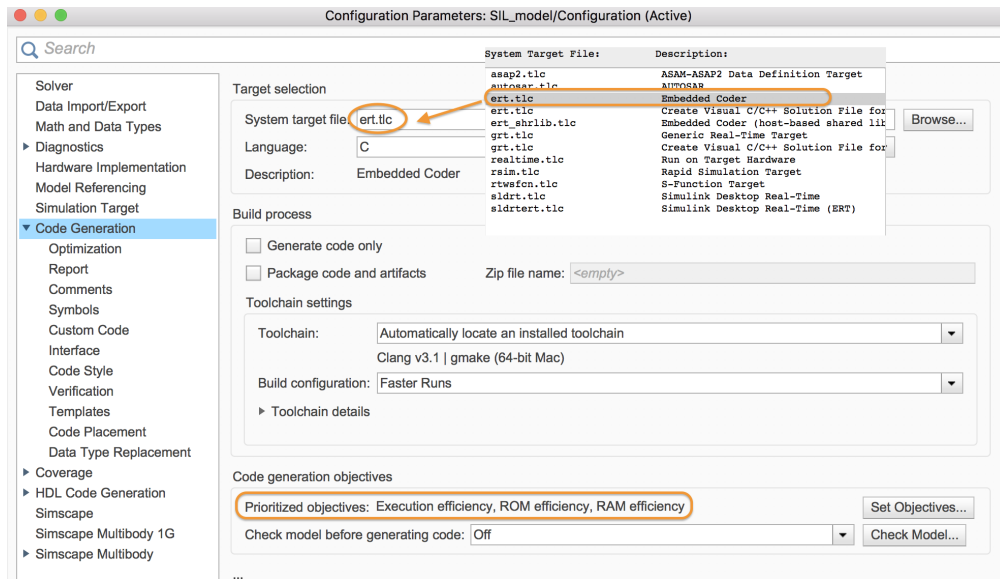 Configuration Parameters: SIL_model/Configuration (Active)
Search
Solver
Data Import/Export
Math and Data Types
Diagnostics
Hardware Implementation
Model Referencing
Simulation Target
Code Generation
Optimization
Report
Comments
Symbols
Custom Code
Interface
Code Style
Verification
Templates
Code Placement
Data Type Replacement
Coverage
HDL Code Generation
Simscape
Simscape Multibody 1G
Simscape Multibody
Target selection
System target file: ert.tlc
Browse...
Language: C
Description: Embedded Coder
System Target File: Description:
asap2.tlc ASAM-ASAP2 Data Definition Target
autosar.tlc AUTOSAR
ert.tlc Embedded Coder
ert.tlc Create Visual C/C++ Solution File for
ert_shrlib.tlc Embedded Coder (host-based shared lib
grt.tlc Generic Real-Time Target
grt.tlc Create Visual C/C++ Solution File for
realtime.tlc Run on Target Hardware
rsim.tlc Rapid Simulation Target
rtwsfcn.tlc S-Function Target
sldrt.tlc Simulink Desktop Real-Time
sldrtert.tlc Simulink Desktop Real-Time (ERT)
Build process
Generate code only
Package code and artifacts Zip file name: <empty>
Toolchain settings
Toolchain: Automatically locate an installed toolchain
Clang v3.1 | gmake (64-bit Mac)
Build configuration: Faster Runs
Toolchain details
Code generation objectives
Prioritized objectives: Execution efficiency, ROM efficiency, RAM efficiency Set Objectives...
Check model before generating code: Off Check Model...
...